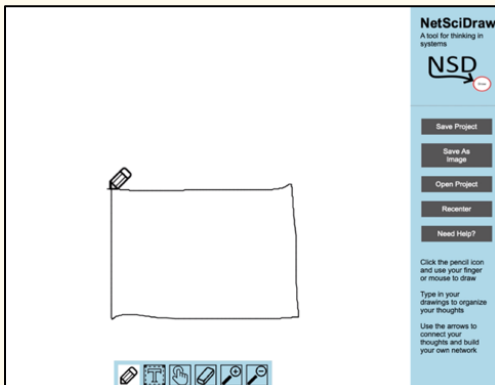 NetSciDraw
A tool for thinking in
systems
NSD
Save Project
Save As
Image
Open Project
Recenter
Need Help?
Click the pencil icon
and use your finger
or mouse to draw
Type in your
drawings to organize
your thoughts
Use the arrows to
connect your
thoughts and build
your own network
T